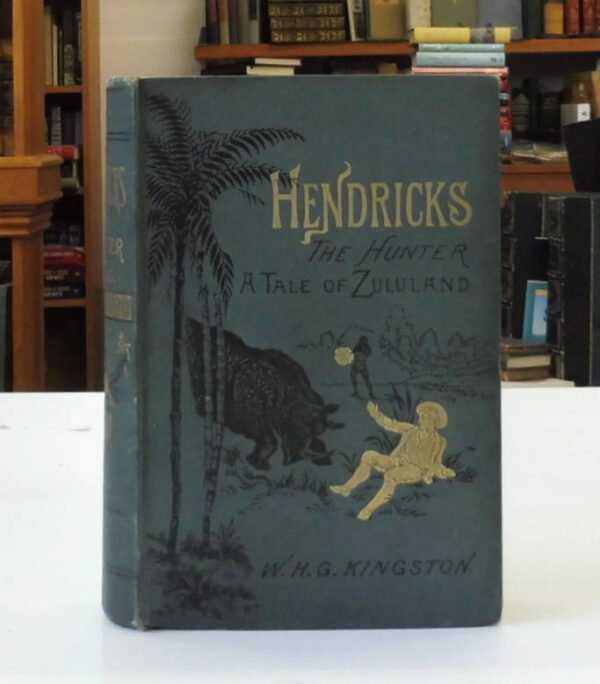 HENDRICKS
THE HUNTER
A TALE OF ZULULAND
W. H. G. KINGSTON